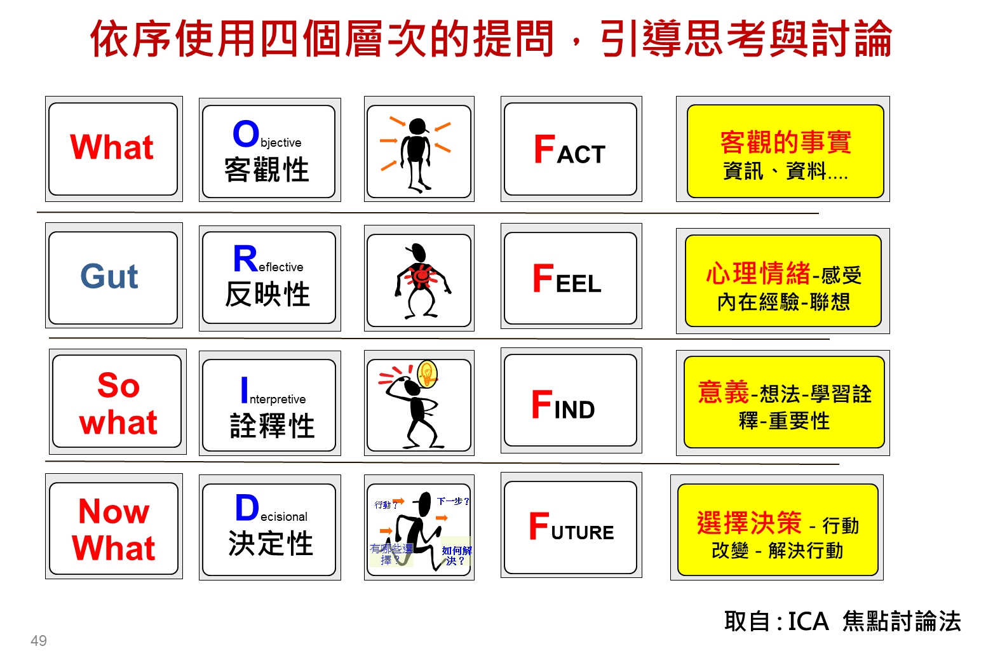 依序使用四個層次的提問，引導思考與討論
What
Objective
客觀性
FACT
客觀的事實
資訊、資料....
Gut
Reflective
反映性
FEEL
心理情緒-感受
內在經驗-聯想
So
what
Interpretive
詮釋性
FIND
意義-想法-學習詮
釋-重要性
Now
What
Decisional
決定性
行動？
下一步？
有哪些選
擇？
如何解
決？
FUTURE
選擇決策 - 行動
改變 - 解決行動
取自 : ICA 焦點討論法
49